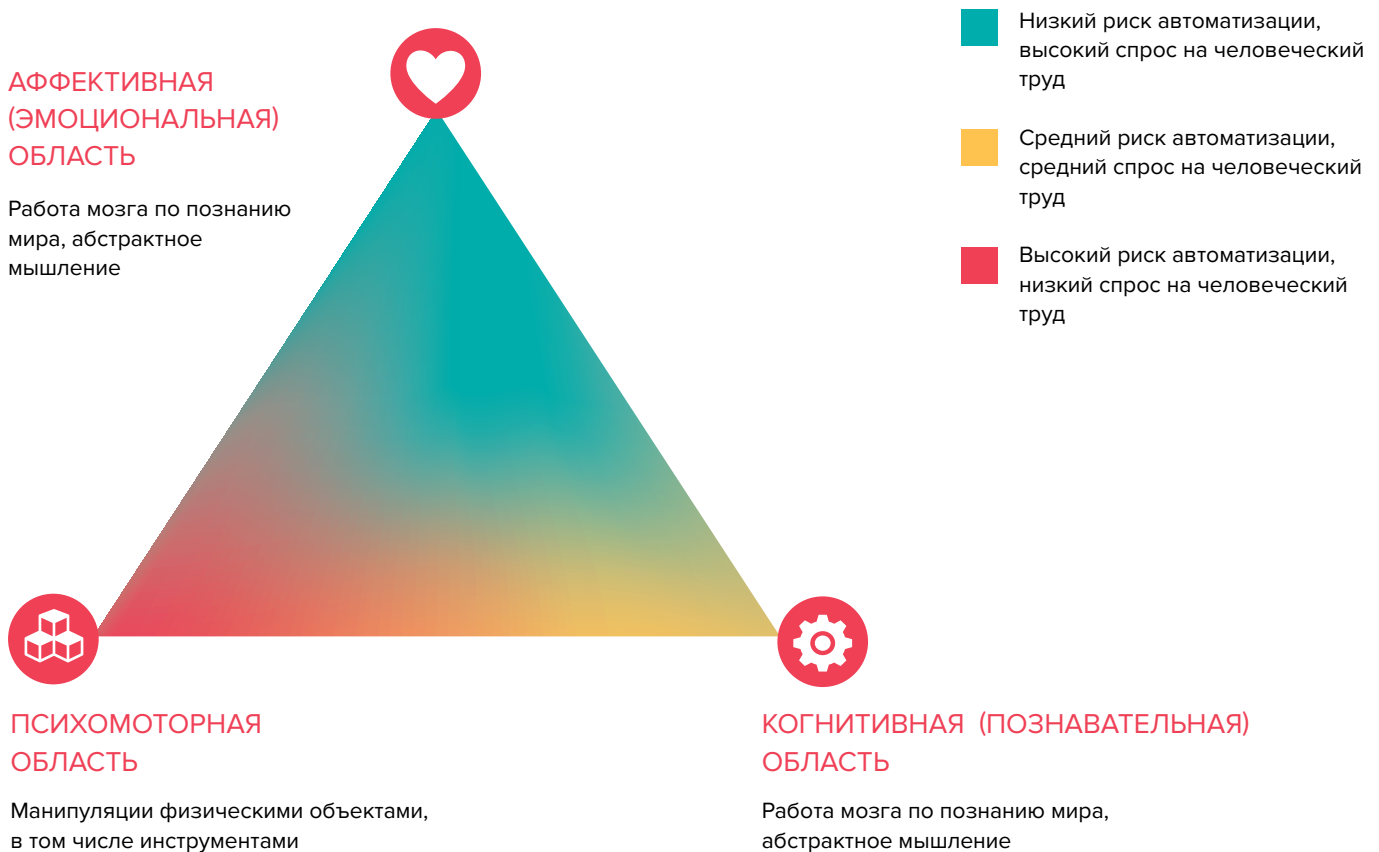 АФФЕКТИВНАЯ
(ЭМОЦИОНАЛЬНАЯ)
ОБЛАСТЬ
Работа мозга по познанию
мира, абстрактное
мышление
Низкий риск автоматизации,
высокий спрос на человеческий
труд
Средний риск автоматизации,
средний спрос на человеческий
труд
Высокий риск автоматизации,
низкий спрос на человеческий
труд
ПСИХОМОТОРНАЯ
ОБЛАСТЬ
Манипуляции физическими объектами,
в том числе инструментами
КОГНИТИВНАЯ (ПОЗНАВАТЕЛЬНАЯ)
ОБЛАСТЬ
Работа мозга по познанию мира,
абстрактное мышление